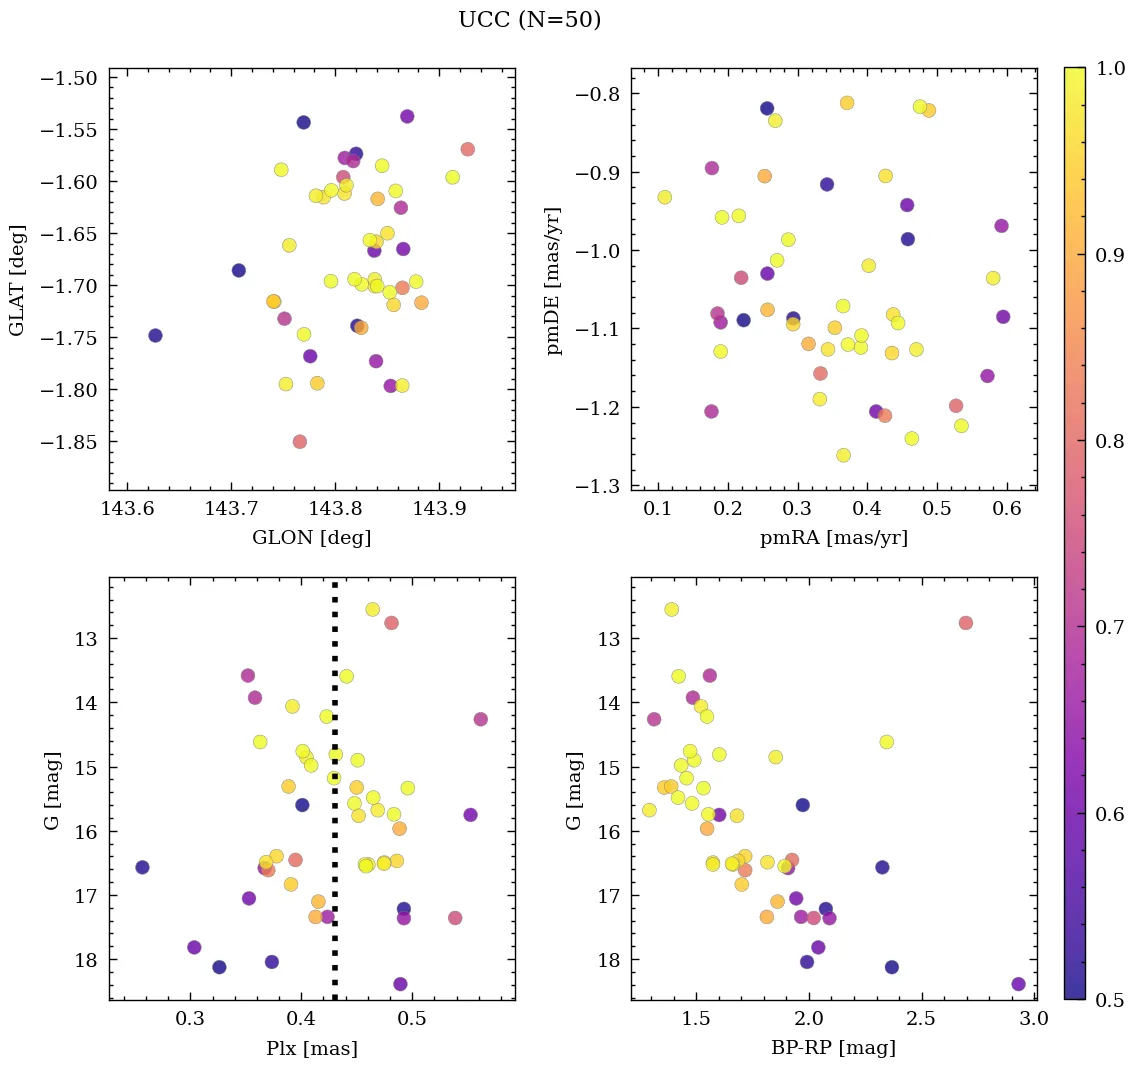 UCC (N=50)
−1.50
−1.55
−1.60
−1.65
−1.70
−1.75
−1.80
−1.85
GLAT [deg]
143.6 143.7 143.8 143.9
GLON [deg]
−0.8
−0.9
−1.0
−1.1
−1.2
−1.3
pmDE [mas/yr]
0.1 0.2 0.3 0.4 0.5 0.6
pmRA [mas/yr]
13
14
15
16
17
18
G [mag]
0.3 0.4 0.5
Plx [mas]
13
14
15
16
17
18
G [mag]
1.5 2.0 2.5 3.0
BP-RP [mag]
1.0
0.9
0.8
0.7
0.6
0.5